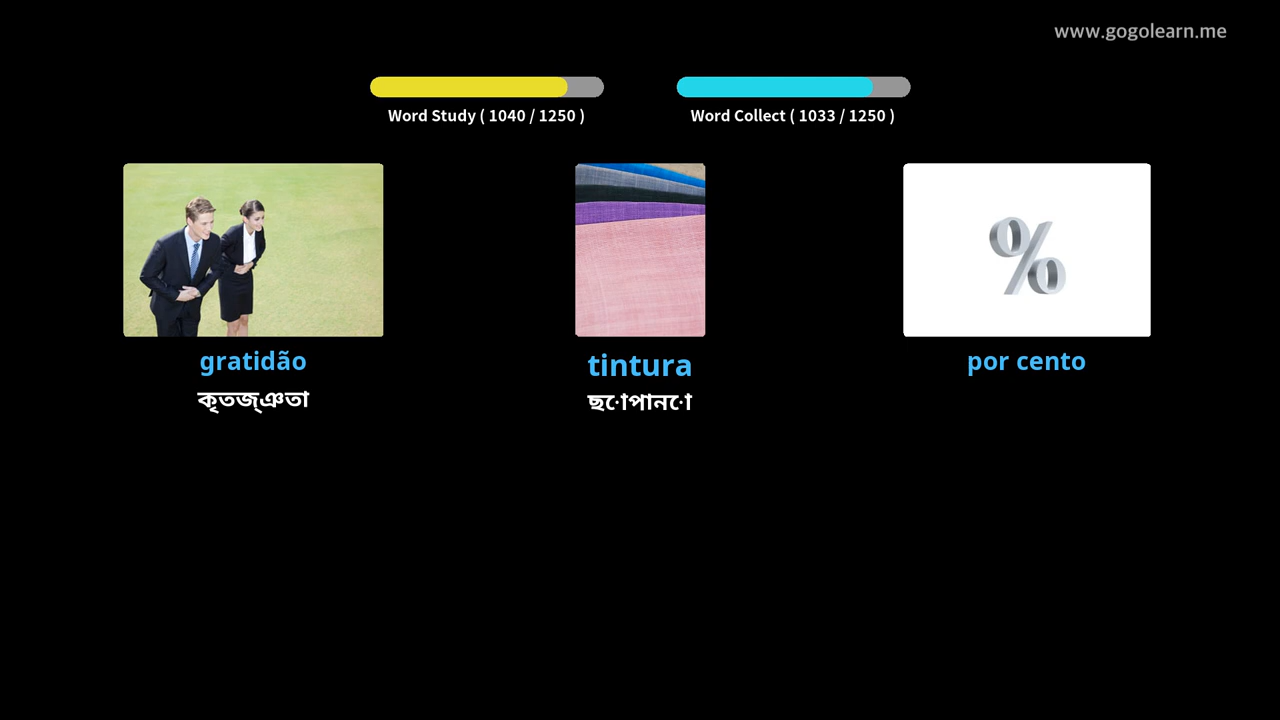 www.gogolearn.me
Word Study ( 1040 / 1250 )
Word Collect ( 1033 / 1250 )
gratidão
কৃতজ্ঞতা
tintura
ছোপানো
por cento